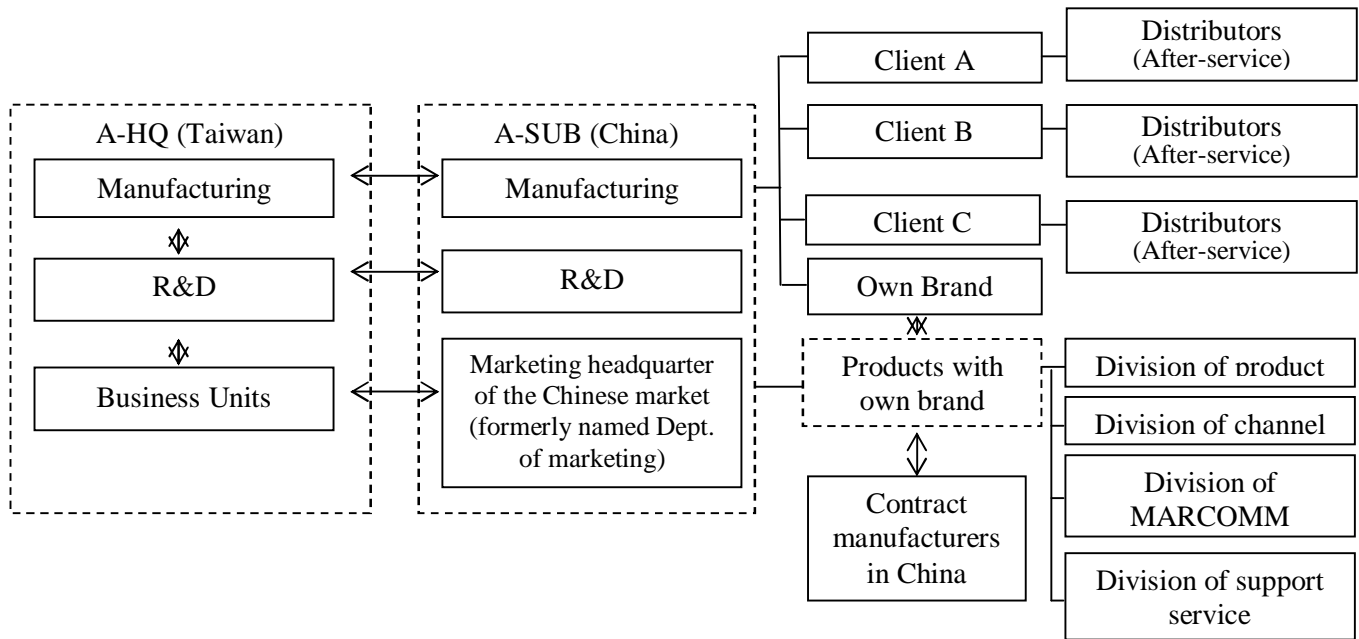 A-HQ (Taiwan)
Manufacturing
R&D
Business Units
A-SUB (China)
Manufacturing
R&D
Marketing headquarter
of the Chinese market
(formerly named Dept.
of marketing)
Client A
Distributors
(After-service)
Client B
Distributors
(After-service)
Client C
Distributors
(After-service)
Own Brand
Products with
own brand
Contract
manufacturers
in China
Division of product
Division of channel
Division of
MARCOMM
Division of support
service